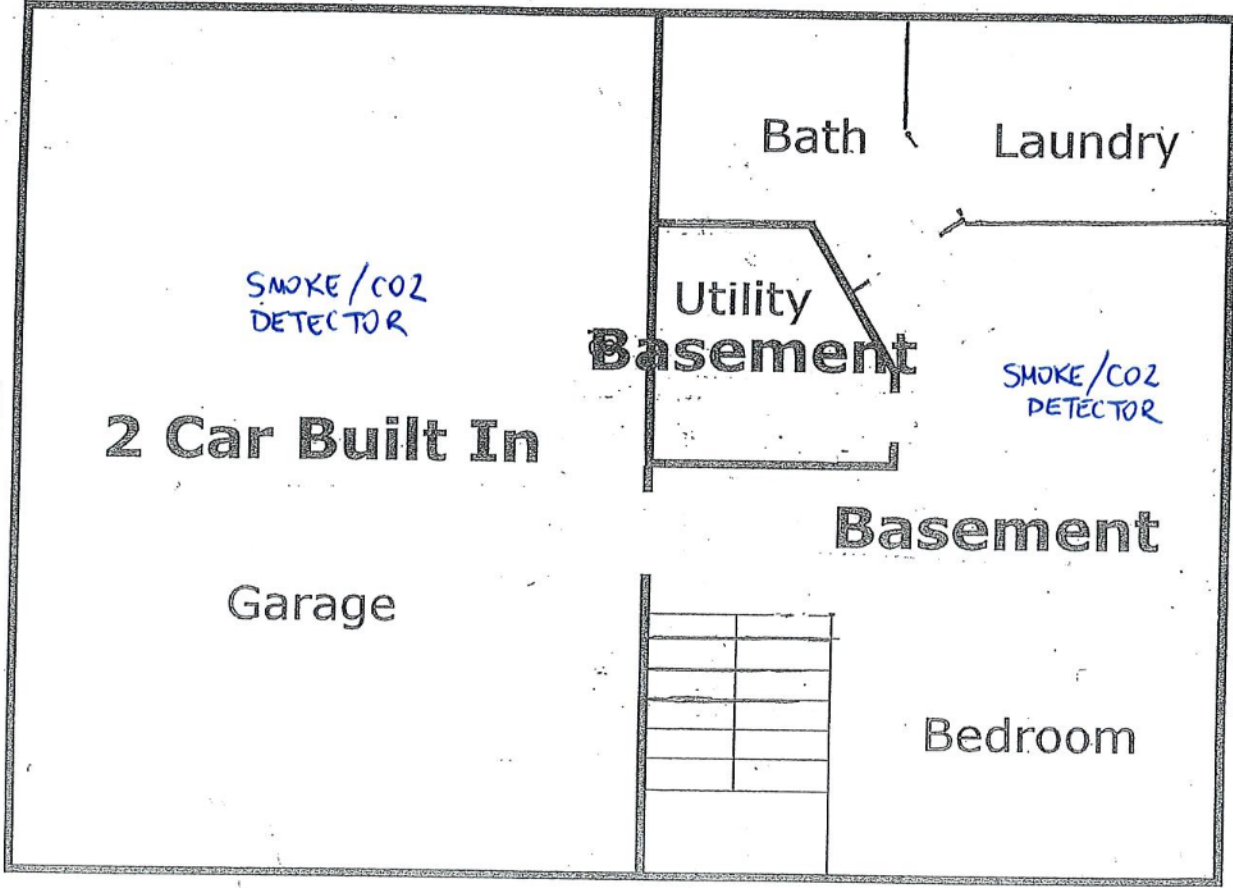 Bath
Laundry
SMOKE/CO2
DETECTOR
Utility
Basement
SMOKE/CO2
DETECTOR
2 Car Built In
Basement
Garage
Bedroom